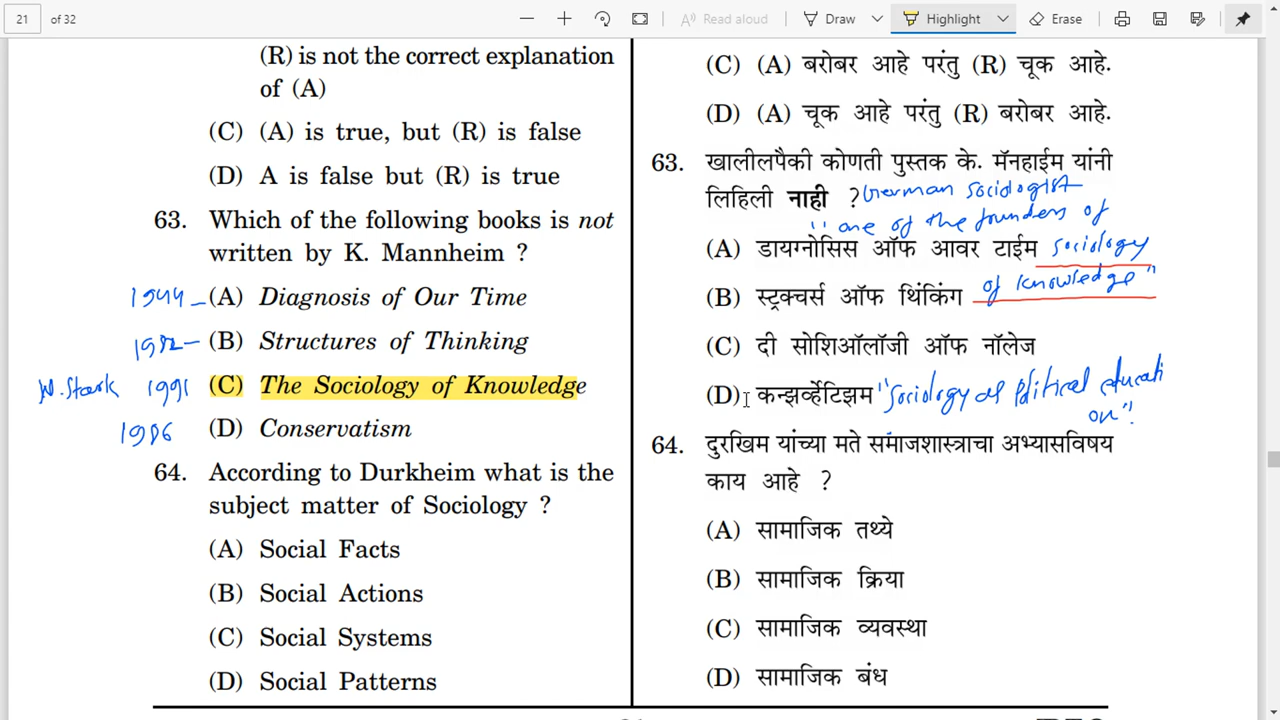 21 of 32
Read aloud
Draw
Highlight
Erase
(R) is not the correct explanation
of (A)
(C) (A) is true, but (R) is false
(D) A is false but (R) is true
63. Which of the following books is not
written by K. Mannheim ?
1944 – (A) Diagnosis of Our Time
1982 – (B) Structures of Thinking
W. Stark 1991 (C) The Sociology of Knowledge
1986 (D) Conservatism
64. According to Durkheim what is the
subject matter of Sociology ?
(A) Social Facts
(B) Social Actions
(C) Social Systems
(D) Social Patterns
(C) (A) बरोबर आहे परंतु (R) चूक आहे.
(D) (A) चूक आहे परंतु (R) बरोबर आहे.
63. खालीलपैकी कोणती पुस्तक के. मॅनहाईम यांनी
लिहिली नाही ? German Sociologist
"one of the founders of
(A) डायग्नोसिस ऑफ आवर टाईम Sociology
(B) स्ट्रक्चर्स ऑफ थिंकिंग of Knowledge"
(C) दी सोशिऑलॉजी ऑफ नॉलेज
(D) कन्झर्व्हेटिझम "Sociology as Political educati
on".
64. दुरखिम यांच्या मते समाजशास्त्राचा अभ्यासविषय
काय आहे ?
(A) सामाजिक तथ्ये
(B) सामाजिक क्रिया
(C) सामाजिक व्यवस्था
(D) सामाजिक बंध